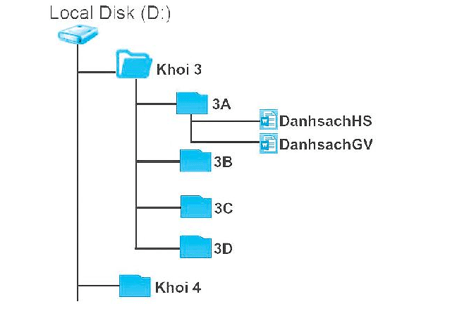 Local Disk (D:)
Khoi 3
3A
DanhsachHS
DanhsachGV
3B
3C
3D
Khoi 4